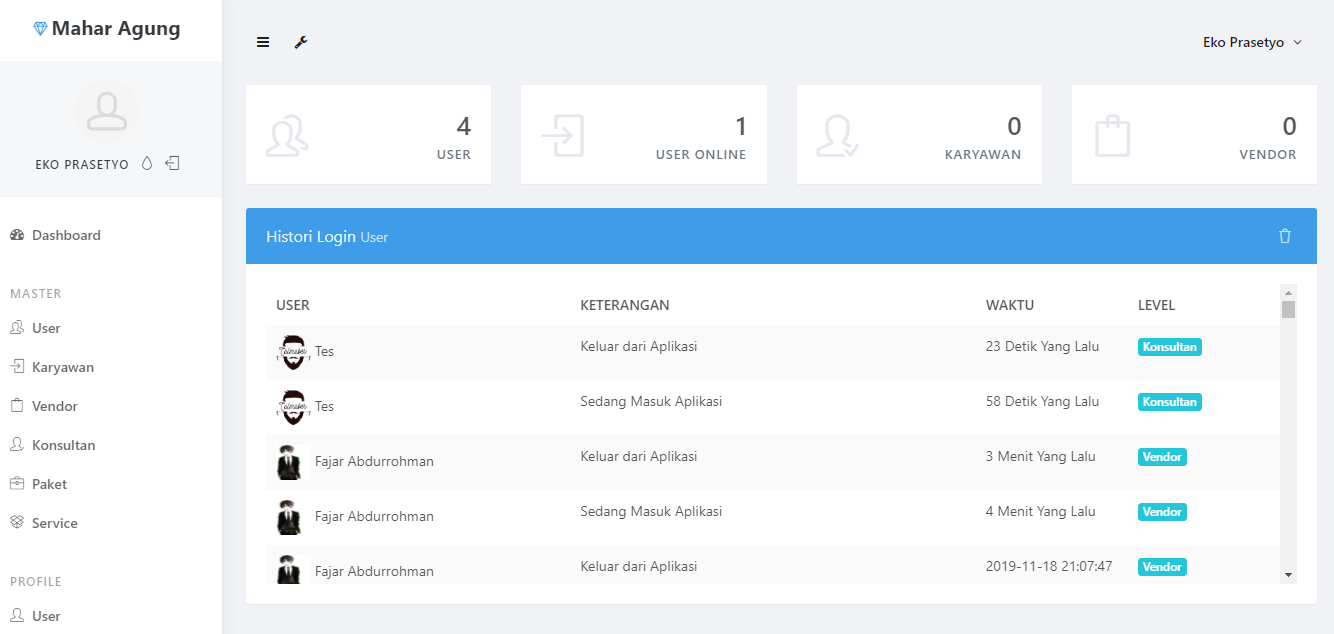 Mahar Agung
EKO PRASETYO
Dashboard
MASTER
User
Karyawan
Vendor
Konsultan
Paket
Service
PROFILE
User
Eko Prasetyo
4
USER
1
USER ONLINE
0
KARYAWAN
0
VENDOR
Histori Login User
USER KETERANGAN WAKTU LEVEL
Tes Keluar dari Aplikasi 23 Detik Yang Lalu Konsultan
Tes Sedang Masuk Aplikasi 58 Detik Yang Lalu Konsultan
Fajar Abdurrohman Keluar dari Aplikasi 3 Menit Yang Lalu Vendor
Fajar Abdurrohman Sedang Masuk Aplikasi 4 Menit Yang Lalu Vendor
Fajar Abdurrohman Keluar dari Aplikasi 2019-11-18 21:07:47 Vendor